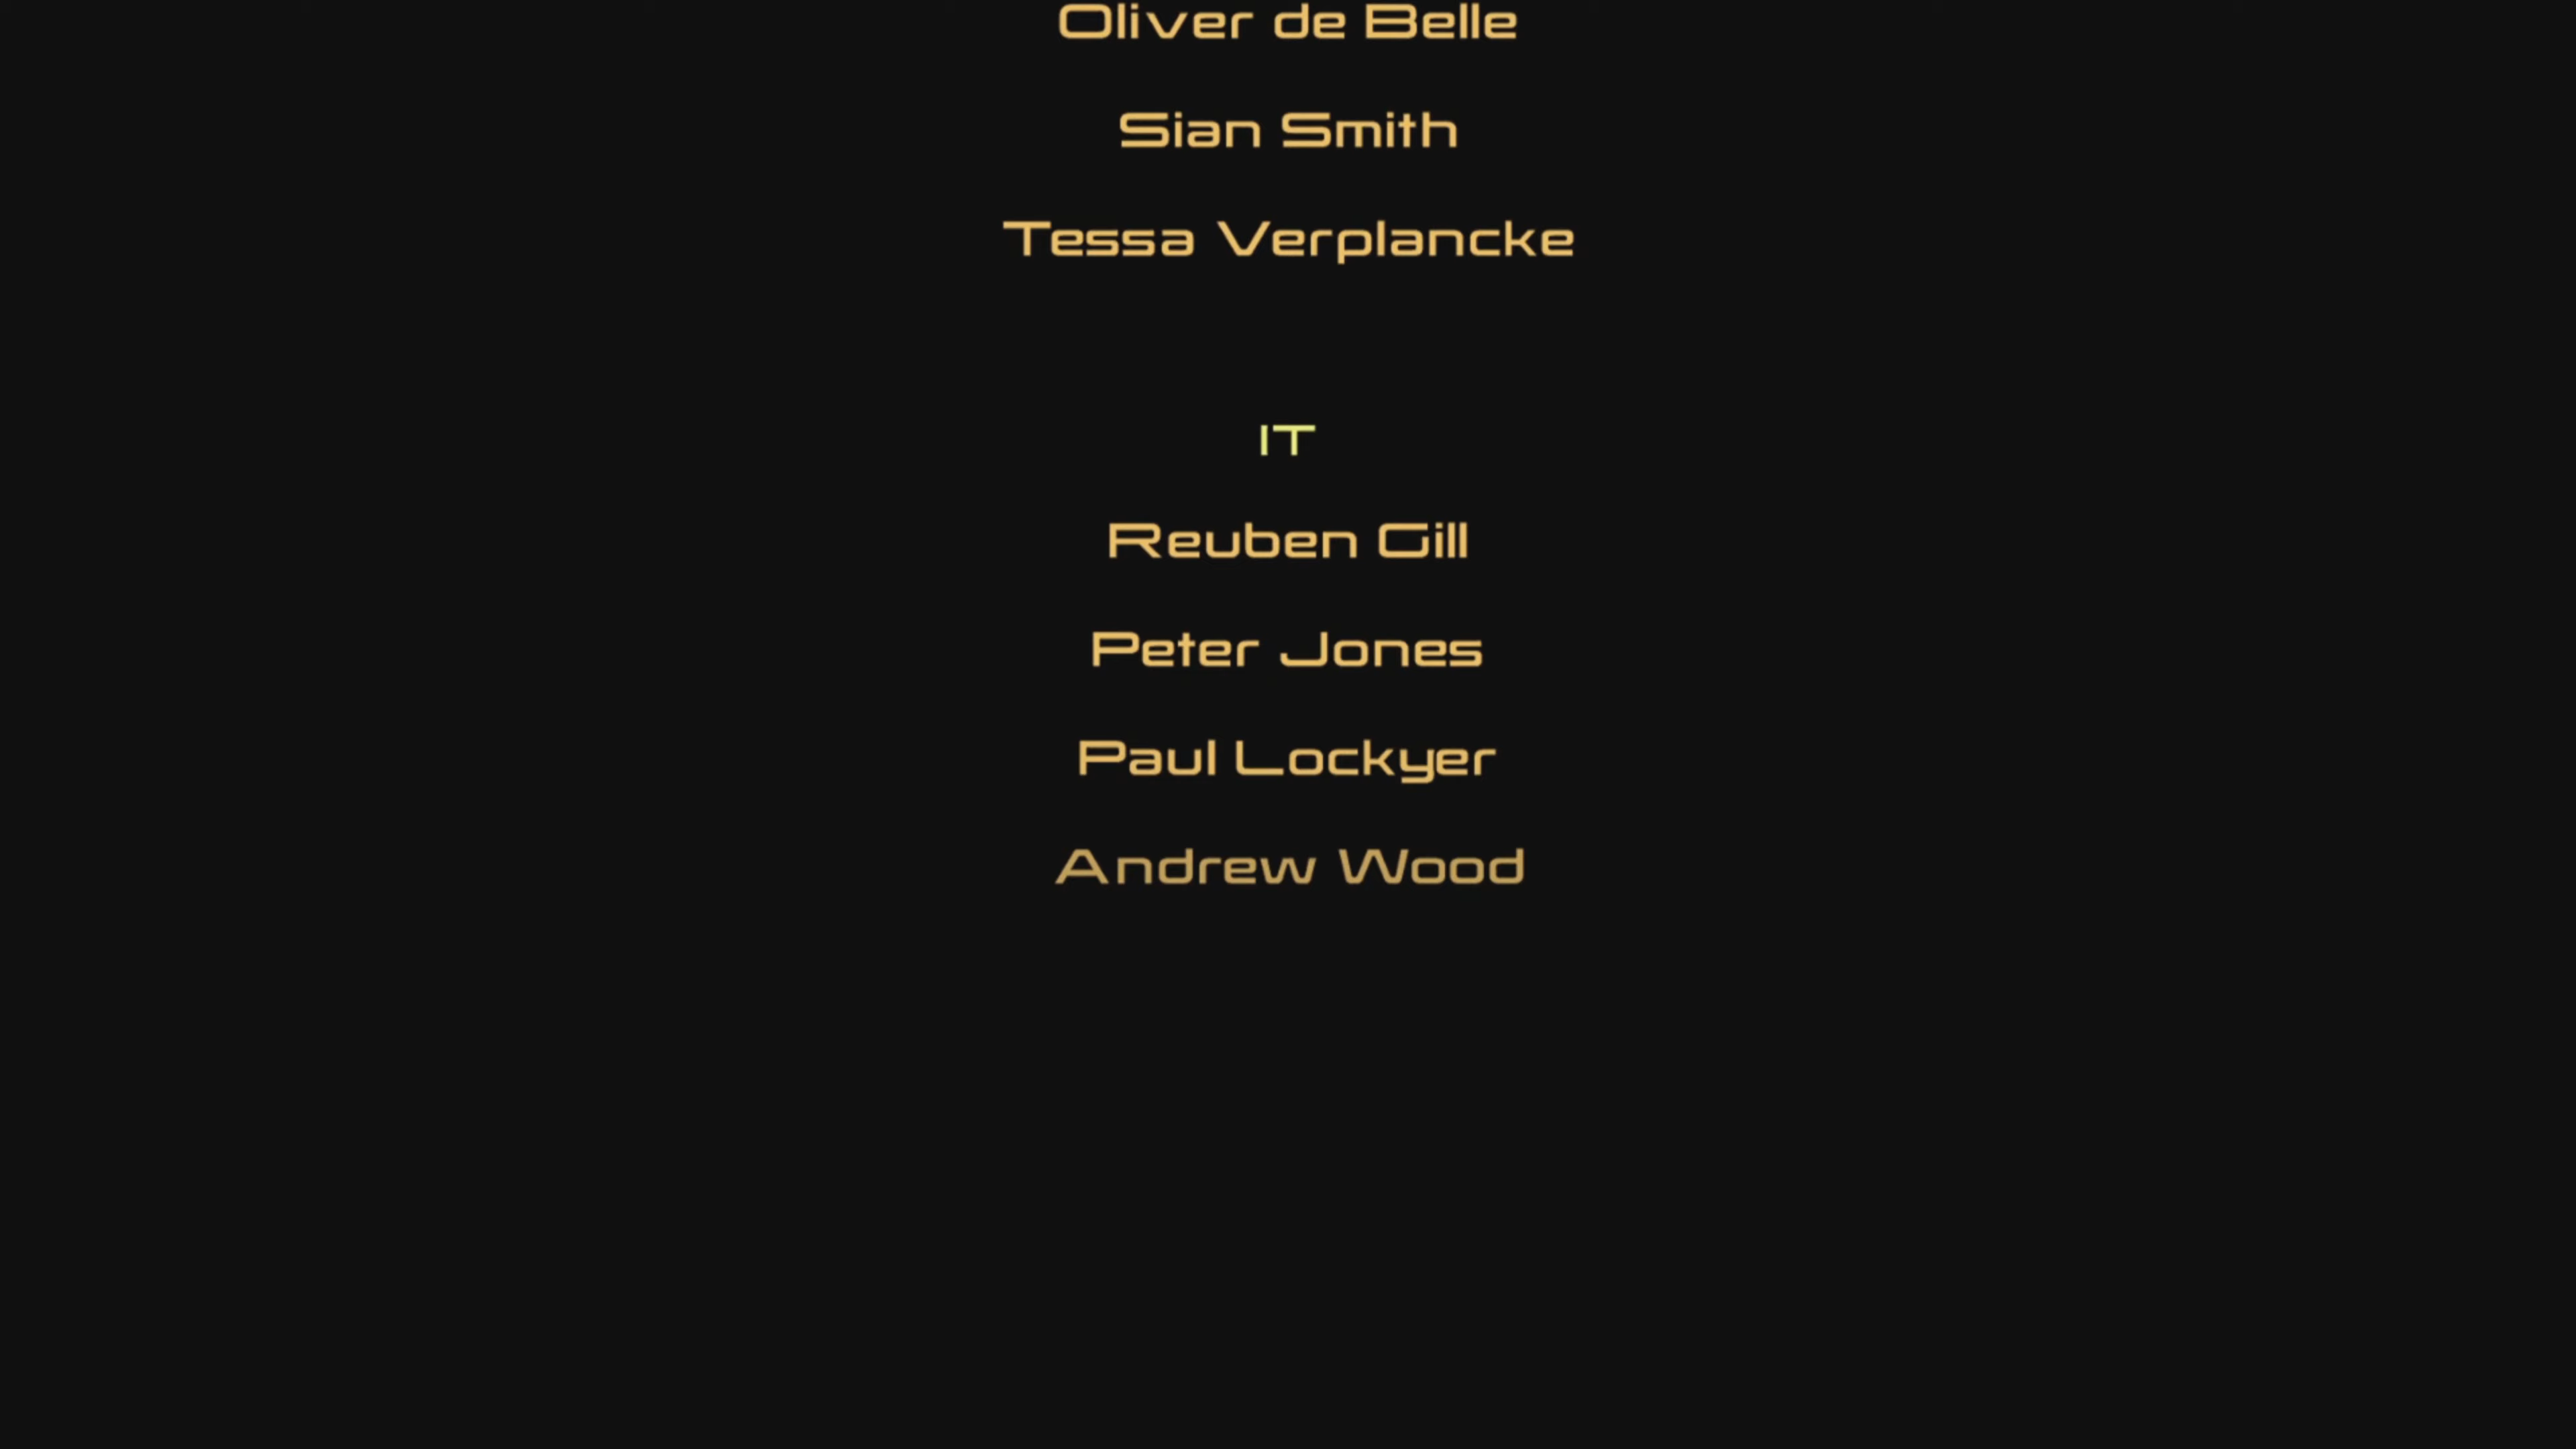 Oliver de Belle
Sian Smith
Tessa Verplancke
IT
Reuben Gill
Peter Jones
Paul Lockyer
Andrew Wood